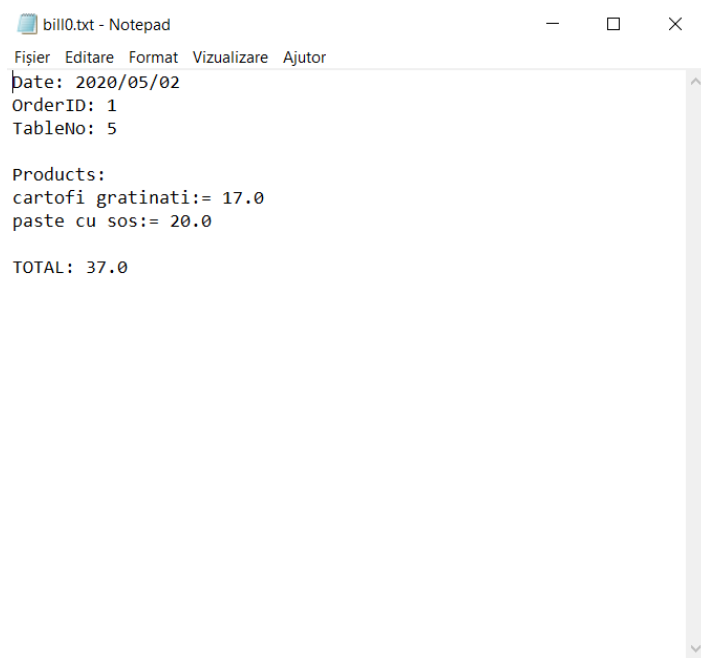 bill0.txt - Notepad
Fișier Editare Format Vizualizare Ajutor
Date: 2020/05/02
OrderID: 1
TableNo: 5
Products:
cartofi gratinati:= 17.0
paste cu sos:= 20.0
TOTAL: 37.0